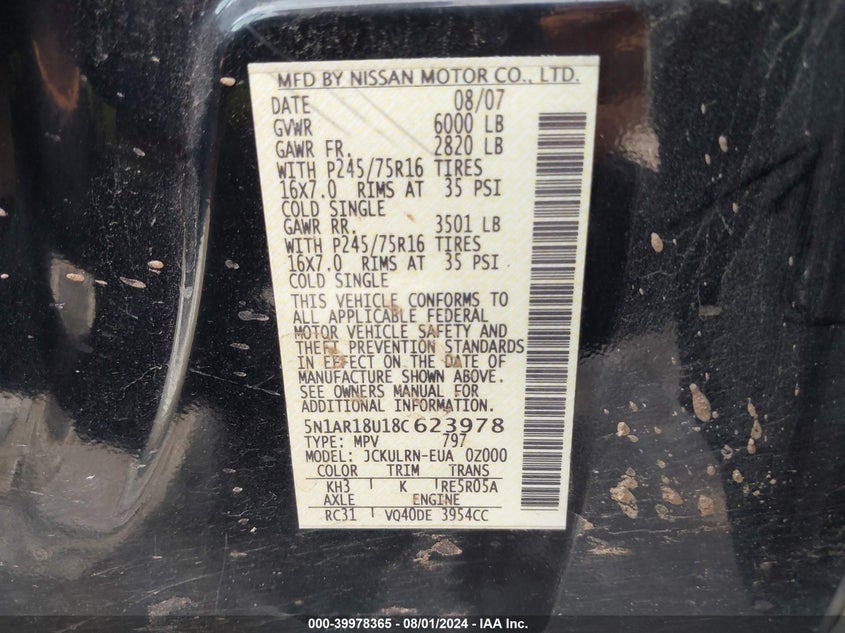 MFD BY NISSAN MOTOR CO., LTD.
DATE 08/07
GVWR 6000 LB
GAWR FR. 2820 LB
WITH P245/75R16 TIRES
16X7.0 RIMS AT 35 PSI
COLD SINGLE
GAWR RR. 3501 LB
WITH P245/75R16 TIRES
16X7.0 RIMS AT 35 PSI
COLD SINGLE
THIS VEHICLE CONFORMS TO
ALL APPLICABLE FEDERAL
MOTOR VEHICLE SAFETY AND
THEFT PREVENTION STANDARDS
IN EFFECT ON THE DATE OF
MANUFACTURE SHOWN ABOVE.
SEE OWNERS MANUAL FOR
ADDITIONAL INFORMATION.
5N1AR18U18C623978
TYPE: MPV 797
MODEL: JCKULRN-EUA 0Z000
COLOR TRIM TRANS
KH3 K RE5R05A
AXLE ENGINE
RC31 VQ40DE 3954CC
000-39978365 - 08/01/2024 - IAA Inc.